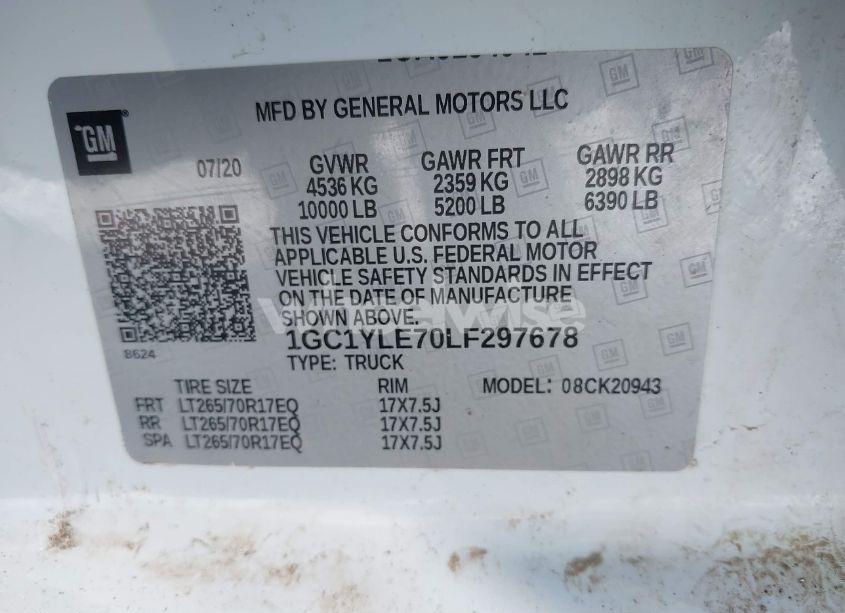 GM
MFD BY GENERAL MOTORS LLC
07/20
GVWR GAWR FRT GAWR RR
4536 KG 2359 KG 2898 KG
10000 LB 5200 LB 6390 LB
THIS VEHICLE CONFORMS TO ALL
APPLICABLE U.S. FEDERAL MOTOR
VEHICLE SAFETY STANDARDS IN EFFECT
ON THE DATE OF MANUFACTURE
SHOWN ABOVE.
1GC1YLE70LF297678
TYPE: TRUCK
8624
TIRE SIZE RIM MODEL: 08CK20943
FRT LT265/70R17EQ 17X7.5J
RR LT265/70R17EQ 17X7.5J
SPA LT265/70R17EQ 17X7.5J